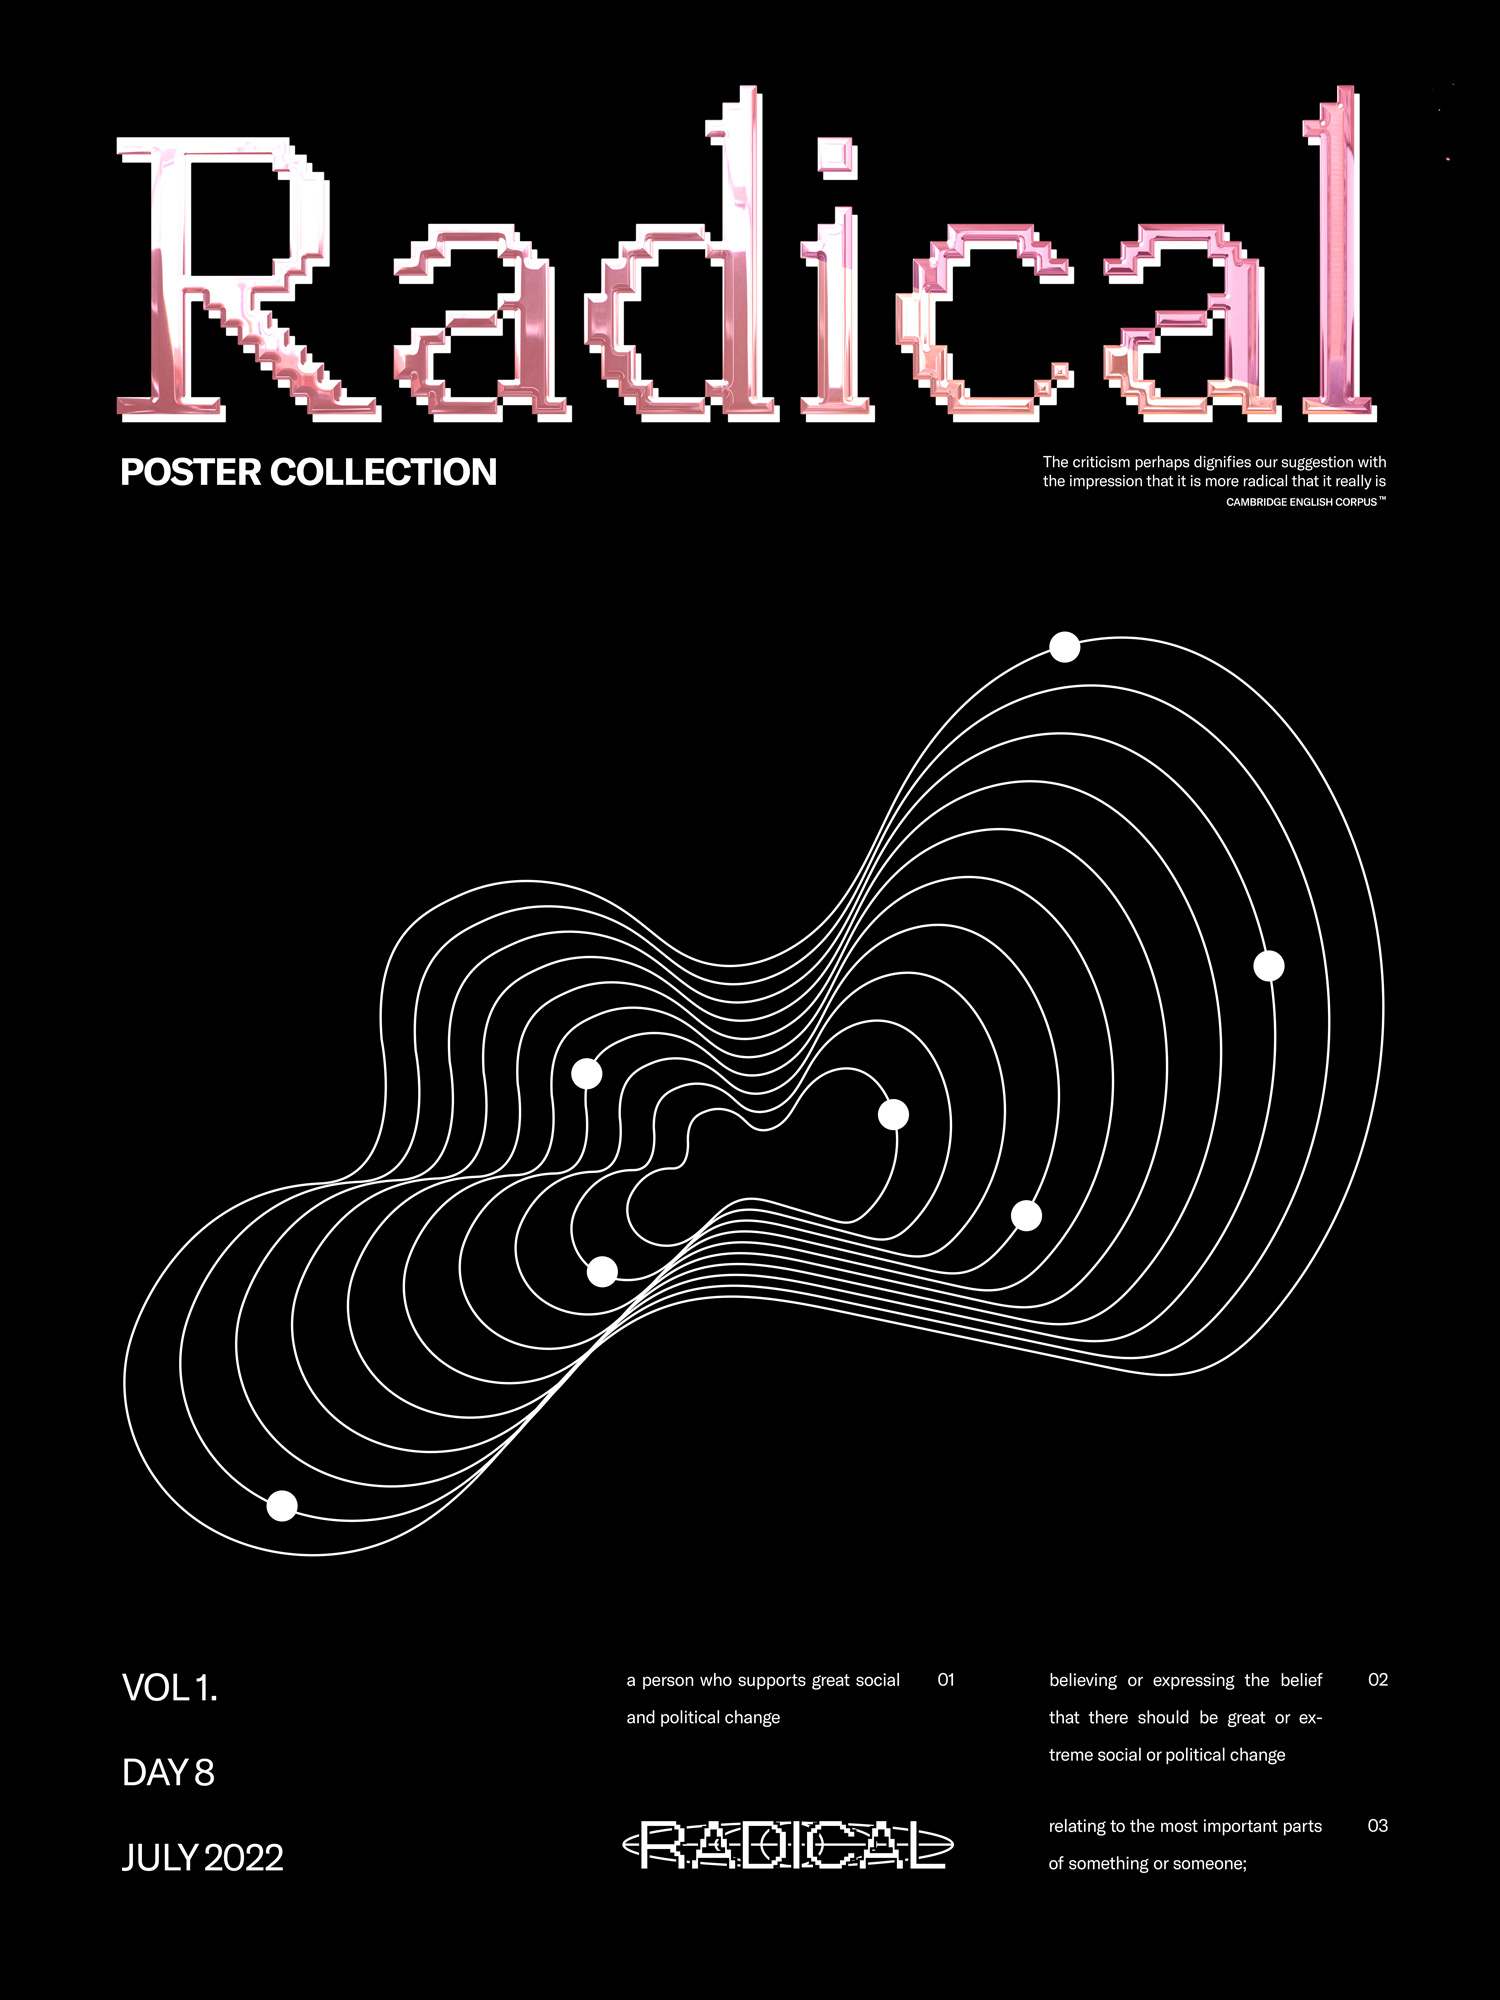 Radical
POSTER COLLECTION
The criticism perhaps dignifies our suggestion with
the impression that it is more radical that it really is
CAMBRIDGE ENGLISH CORPUS™
VOL 1.
DAY 8
JULY 2022
a person who supports great social 01
and political change
RADICAL
believing or expressing the belief 02
that there should be great or ex-
treme social or political change
relating to the most important parts 03
of something or someone;